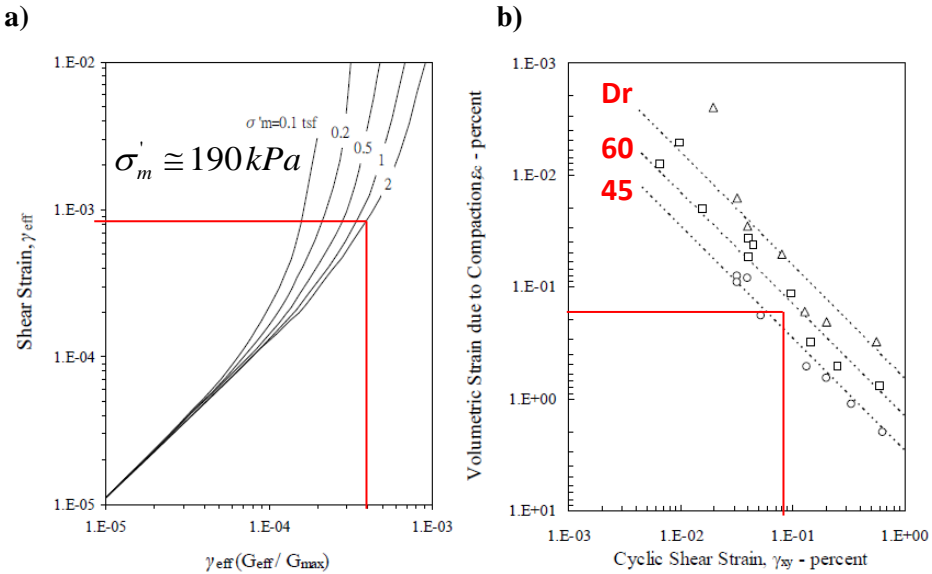 a)
1.E-02
1.E-03
1.E-04
1.E-05
Shear Strain, γeff
σ'm=0.1 tsf
0.2
0.5
1
2
σ'm ≅ 190 kPa
1.E-05
1.E-04
1.E-03
γeff (Geff / Gmax)
b)
1.E-03
1.E-02
1.E-01
1.E+00
1.E+01
Volumetric Strain due to Compactionεc - percent
Dr
60
45
1.E-03
1.E-02
1.E-01
1.E+00
Cyclic Shear Strain, γxy - percent